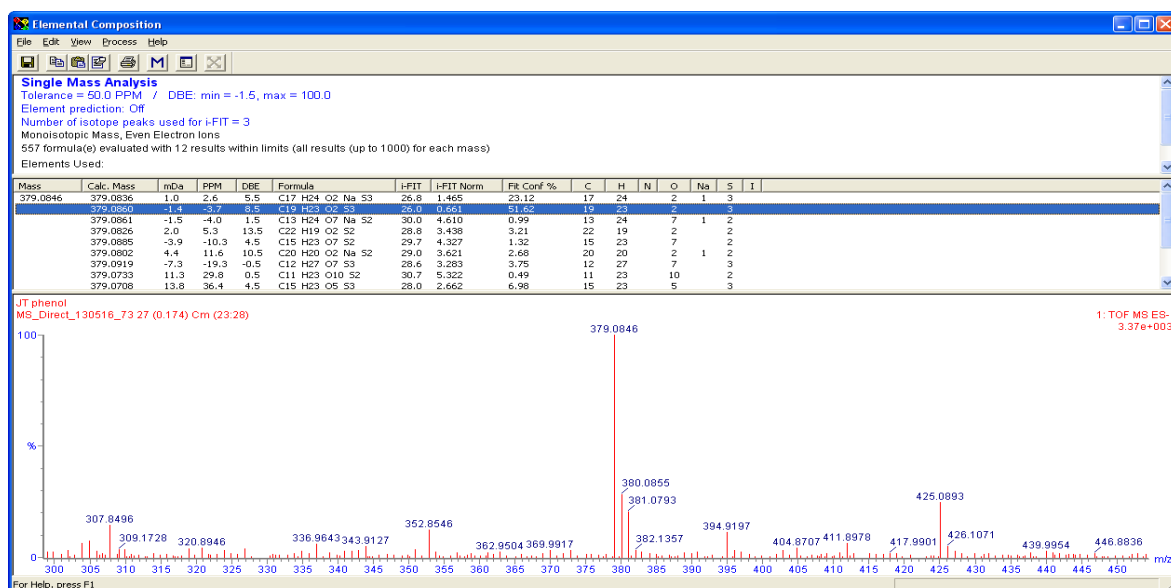 Elemental Composition
File Edit View Process Help
Single Mass Analysis
Tolerance = 50.0 PPM / DBE: min = -1.5, max = 100.0
Element prediction: Off
Number of isotope peaks used for i-FIT = 3
Monoisotopic Mass, Even Electron Ions
557 formula(e) evaluated with 12 results within limits (all results (up to 1000) for each mass)
Elements Used:
Mass Calc. Mass mDa PPM DBE Formula i-FIT i-FIT Norm Fit Conf % C H N O Na S I
379.0846 379.0836 1.0 2.6 5.5 C17 H24 O2 Na S3 26.8 1.465 23.12 17 24 2 1 3
379.0860 -1.4 -3.7 8.5 C19 H23 O2 S3 26.0 0.661 51.62 19 23 2 3
379.0861 -1.5 -4.0 1.5 C13 H24 O7 Na S2 30.0 4.610 0.99 13 24 7 1 2
379.0826 2.0 5.3 13.5 C22 H19 O2 S2 28.8 3.438 3.21 22 19 2 2
379.0885 -3.9 -10.3 4.5 C15 H23 O7 S2 29.7 4.327 1.32 15 23 7 2
379.0802 4.4 11.6 10.5 C20 H20 O2 Na S2 29.0 3.621 2.68 20 20 2 1 2
379.0919 -7.3 -19.3 -0.5 C12 H27 O7 S3 28.6 3.283 3.75 12 27 7 3
379.0733 11.3 29.8 0.5 C11 H23 O10 S2 30.7 5.322 0.49 11 23 10 2
379.0708 13.8 36.4 4.5 C15 H23 O5 S3 28.0 2.662 6.98 15 23 5 3
JT phenol
MS_Direct_130516_73 27 (0.174) Cm (23:28)
1: TOF MS ES-
3.37e+003
100
379.0846
%
380.0855
381.0793
425.0893
307.8496
309.1728
320.8946
336.9643
343.9127
352.8546
362.9504
369.9917
382.1357
394.9197
404.8707
411.8978
417.9901
426.1071
439.9954
446.8836
0
300 305 310 315 320 325 330 335 340 345 350 355 360 365 370 375 380 385 390 395 400 405 410 415 420 425 430 435 440 445 450
m/z
For Help, press F1